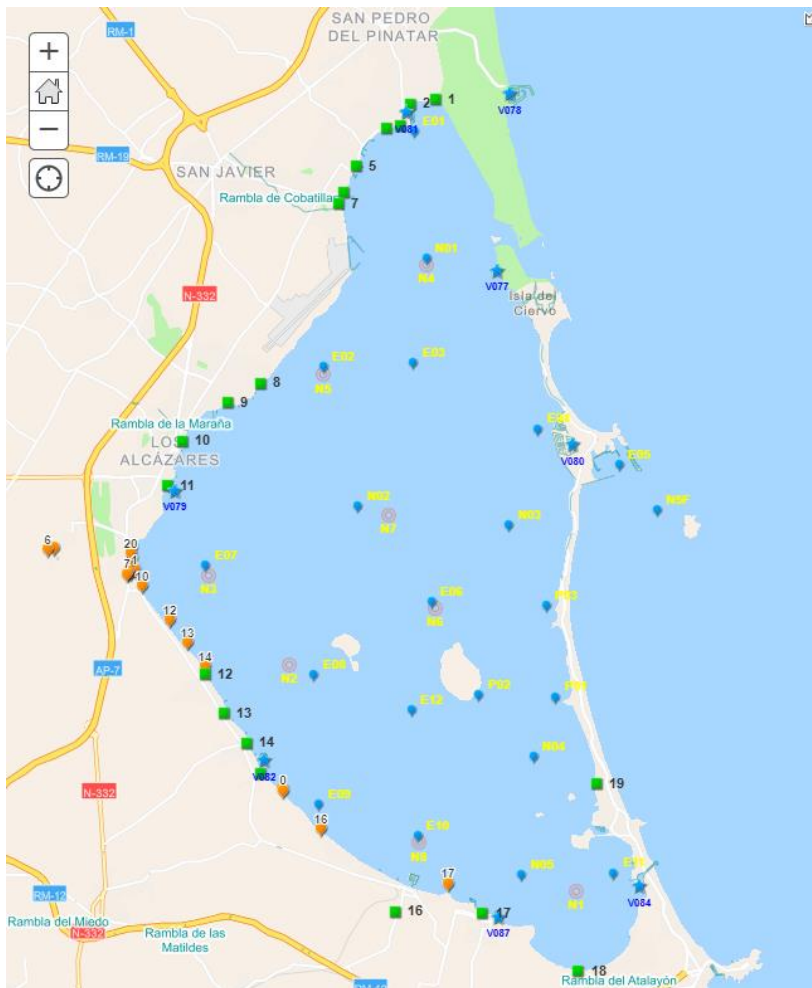 SAN PEDRO
DEL PINATAR
RM-1
+
−
2
1
V078
V081
E01
RM-19
5
SAN JAVIER
Rambla de Cobatillas
7
N01
N4
V077
N-332
Isla del
Ciervo
E02
E03
N5
8
9
Rambla de la Maraña
E04
10
LOS
ALCÁZARES
V080
E05
11
V079
N02
N5F
N7
N03
6
20
1
7
10
E07
N3
E06
P03
N6
12
13
14
N2
E08
12
P02
P01
E12
13
14
N04
V082
0
19
N-332
E09
16
E10
N8
17
N05
E11
RM-12
N1
V084
16
17
Rambla del Miedo
V087
N-332
Rambla de las
Matildes
18
Rambla del Atalayón